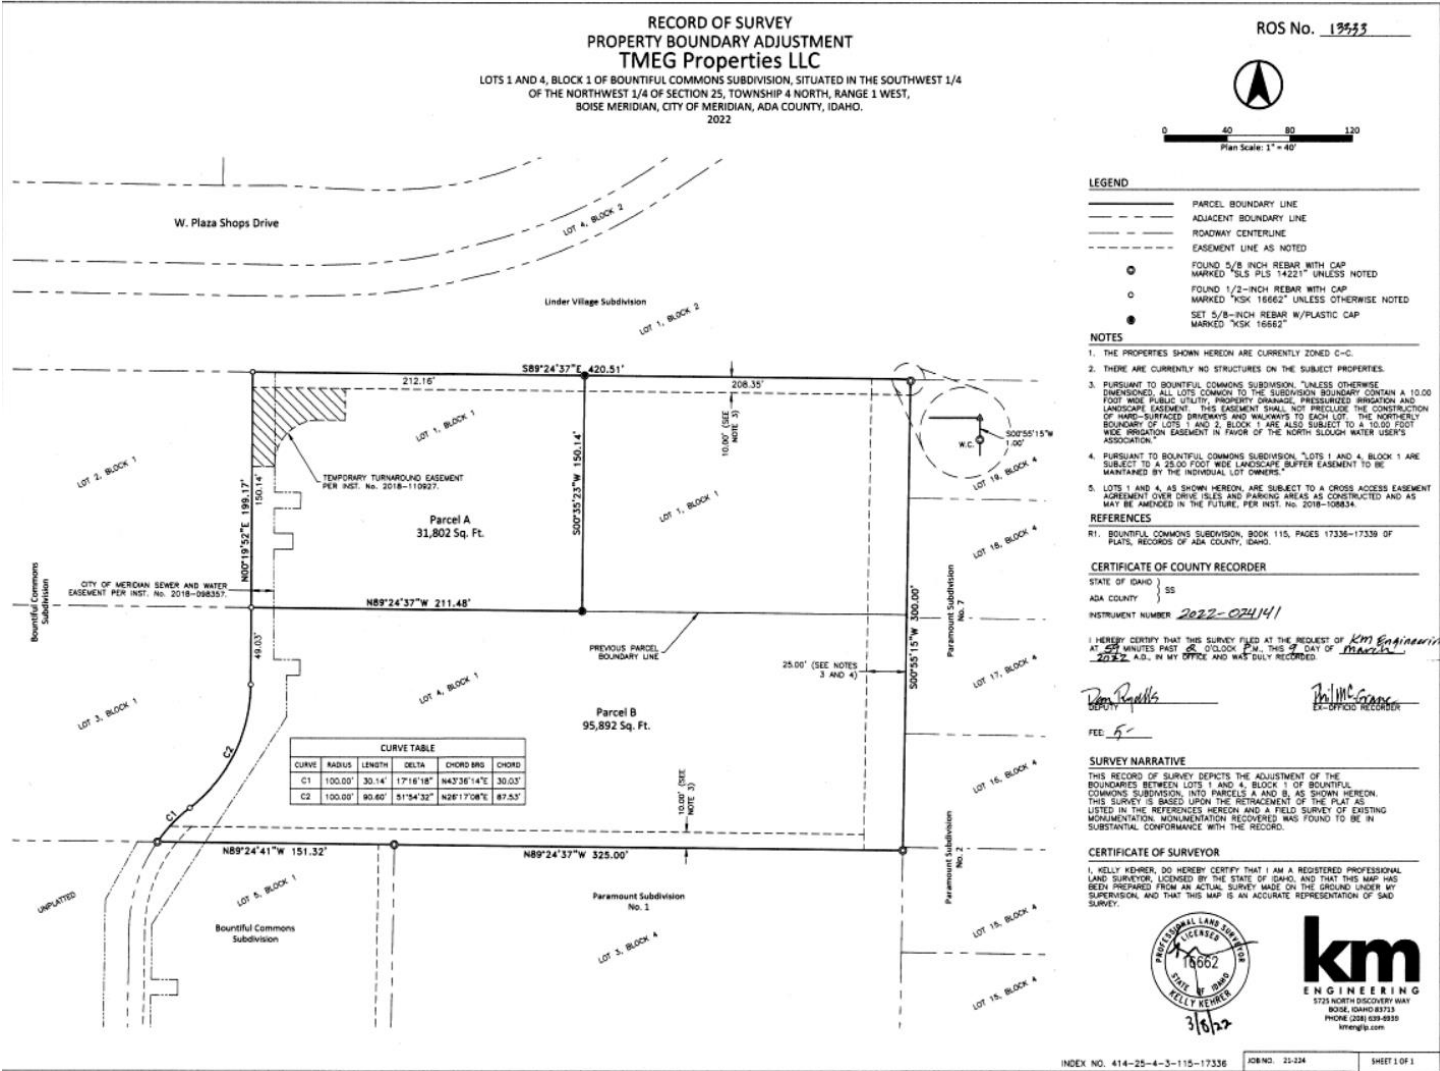 RECORD OF SURVEY
PROPERTY BOUNDARY ADJUSTMENT
TMEG Properties LLC
LOTS 1 AND 4, BLOCK 1 OF BOUNTIFUL COMMONS SUBDIVISION, SITUATED IN THE SOUTHWEST 1/4
OF THE NORTHWEST 1/4 OF SECTION 25, TOWNSHIP 4 NORTH, RANGE 1 WEST,
BOISE MERIDIAN, CITY OF MERIDIAN, ADA COUNTY, IDAHO.
2022
ROS No. 13333
0 40 80 120
Plan Scale: 1" = 40'
W. Plaza Shops Drive
LOT 4, BLOCK 2
Linder Village Subdivision
LOT 1, BLOCK 2
S89°24'37"E 420.51'
212.16'
208.35'
LOT 1, BLOCK 1
10.00' (SEE
NOTE 3)
W.C.
S00°55'15"W
1.00'
LOT 19, BLOCK 4
LOT 2, BLOCK 1
TEMPORARY TURNAROUND EASEMENT
PER INST. No. 2018-110927.
N00°19'52"E 199.17'
150.14'
S00°35'23"W 150.14'
LOT 1, BLOCK 1
Parcel A
31,802 Sq. Ft.
LOT 18, BLOCK 4
Bountiful Commons
Subdivision
CITY OF MERIDIAN SEWER AND WATER
EASEMENT PER INST. No. 2018-098357.
N89°24'37"W 211.48'
PREVIOUS PARCEL
BOUNDARY LINE
S00°55'15"W 300.00'
Paramount Subdivision
No. 7
49.03'
25.00' (SEE NOTES
3 AND 4)
LOT 17, BLOCK 4
LOT 3, BLOCK 1
LOT 4, BLOCK 1
Parcel B
95,892 Sq. Ft.
C2
CURVE TABLE
CURVE RADIUS LENGTH DELTA CHORD BRG CHORD
C1 100.00' 30.14' 17°16'18" N43°36'14"E 30.03'
C2 100.00' 90.60' 51°54'32" N26°17'08"E 87.53'
10.00' (SEE
NOTE 3)
LOT 16, BLOCK 4
C1
N89°24'41"W 151.32'
N89°24'37"W 325.00'
Paramount Subdivision
No. 2
UNPLATTED
LOT 5, BLOCK 1
Bountiful Commons
Subdivision
Paramount Subdivision
No. 1
LOT 3, BLOCK 4
LOT 15, BLOCK 4
LOT 15, BLOCK 4
LEGEND
PARCEL BOUNDARY LINE
ADJACENT BOUNDARY LINE
ROADWAY CENTERLINE
EASEMENT LINE AS NOTED
FOUND 5/8 INCH REBAR WITH CAP
MARKED "SLS PLS 14221" UNLESS NOTED
FOUND 1/2-INCH REBAR WITH CAP
MARKED "KSK 16662" UNLESS OTHERWISE NOTED
SET 5/8-INCH REBAR W/PLASTIC CAP
MARKED "KSK 16662"
NOTES
1. THE PROPERTIES SHOWN HEREON ARE CURRENTLY ZONED C-C.
2. THERE ARE CURRENTLY NO STRUCTURES ON THE SUBJECT PROPERTIES.
3. PURSUANT TO BOUNTIFUL COMMONS SUBDIVISION, "UNLESS OTHERWISE
DIMENSIONED, ALL LOTS COMMON TO THE SUBDIVISION BOUNDARY CONTAIN A 10.00
FOOT WIDE PUBLIC UTILITY, PROPERTY DRAINAGE, PRESSURIZED IRRIGATION AND
LANDSCAPE EASEMENT. THIS EASEMENT SHALL NOT PRECLUDE THE CONSTRUCTION
OF HARD-SURFACED DRIVEWAYS AND WALKWAYS TO EACH LOT. THE NORTHERLY
BOUNDARY OF LOTS 1 AND 2, BLOCK 1 ARE ALSO SUBJECT TO A 10.00 FOOT
WIDE IRRIGATION EASEMENT IN FAVOR OF THE NORTH SLOUGH WATER USER'S
ASSOCIATION."
4. PURSUANT TO BOUNTIFUL COMMONS SUBDIVISION, "LOTS 1 AND 4, BLOCK 1 ARE
SUBJECT TO A 25.00 FOOT WIDE LANDSCAPE BUFFER EASEMENT TO BE
MAINTAINED BY THE INDIVIDUAL LOT OWNERS."
5. LOTS 1 AND 4, AS SHOWN HEREON, ARE SUBJECT TO A CROSS ACCESS EASEMENT
AGREEMENT OVER DRIVE ISLES AND PARKING AREAS AS CONSTRUCTED AND AS
MAY BE AMENDED IN THE FUTURE, PER INST. No. 2018-108834.
REFERENCES
R1. BOUNTIFUL COMMONS SUBDIVISION, BOOK 115, PAGES 17336-17339 OF
PLATS, RECORDS OF ADA COUNTY, IDAHO.
CERTIFICATE OF COUNTY RECORDER
STATE OF IDAHO )
SS
ADA COUNTY )
INSTRUMENT NUMBER 2022-024141
I HEREBY CERTIFY THAT THIS SURVEY FILED AT THE REQUEST OF KM Engineerin
AT 59 MINUTES PAST 2 O'CLOCK P.M., THIS 9 DAY OF March,
2022 A.D., IN MY OFFICE AND WAS DULY RECORDED.
DEPUTY
Phil McGrane
EX-OFFICIO RECORDER
FEE: 5-
SURVEY NARRATIVE
THIS RECORD OF SURVEY DEPICTS THE ADJUSTMENT OF THE
BOUNDARIES BETWEEN LOTS 1 AND 4, BLOCK 1 OF BOUNTIFUL
COMMONS SUBDIVISION, INTO PARCELS A AND B, AS SHOWN HEREON.
THIS SURVEY IS BASED UPON THE RETRACEMENT OF THE PLAT AS
LISTED IN THE REFERENCES HEREON AND A FIELD SURVEY OF EXISTING
MONUMENTATION. MONUMENTATION RECOVERED WAS FOUND TO BE IN
SUBSTANTIAL CONFORMANCE WITH THE RECORD.
CERTIFICATE OF SURVEYOR
I, KELLY KEHRER, DO HEREBY CERTIFY THAT I AM A REGISTERED PROFESSIONAL
LAND SURVEYOR, LICENSED BY THE STATE OF IDAHO, AND THAT THIS MAP HAS
BEEN PREPARED FROM AN ACTUAL SURVEY MADE ON THE GROUND UNDER MY
SUPERVISION, AND THAT THIS MAP IS AN ACCURATE REPRESENTATION OF SAID
SURVEY.
PROFESSIONAL LAND SURVEYOR
LICENSED
16662
STATE OF IDAHO
KELLY KEHRER
3/8/22
km
ENGINEERING
5725 NORTH DISCOVERY WAY
BOISE, IDAHO 83713
PHONE (208) 639-6939
kmengllp.com
INDEX NO. 414-25-4-3-115-17336
JOB NO. 21-224
SHEET 1 OF 1